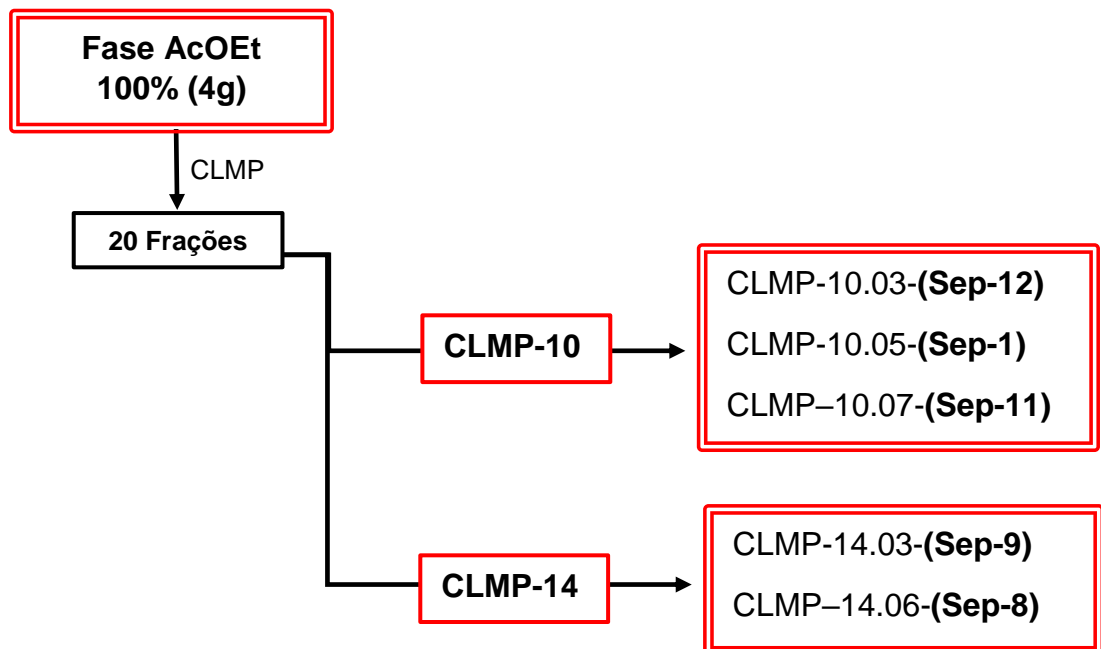 Fase AcOEt
100% (4g)
CLMP
20 Frações
CLMP-10
CLMP-10.03-(Sep-12)
CLMP-10.05-(Sep-1)
CLMP–10.07-(Sep-11)
CLMP-14
CLMP-14.03-(Sep-9)
CLMP–14.06-(Sep-8)